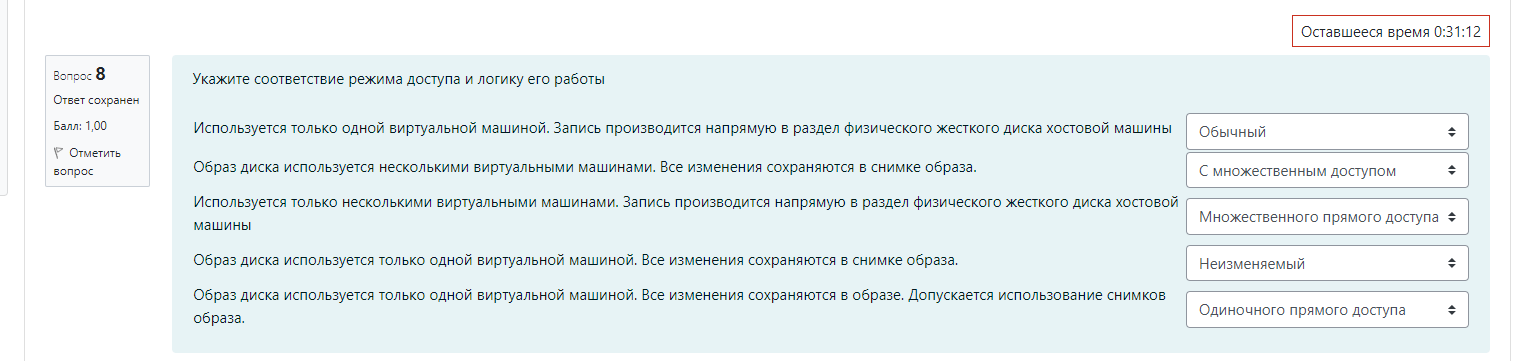 Оставшееся время 0:31:12
Вопрос 8
Ответ сохранен
Балл: 1,00
Отметить
вопрос
Укажите соответствие режима доступа и логику его работы
Используется только одной виртуальной машиной. Запись производится напрямую в раздел физического жесткого диска хостовой машины
Обычный
Образ диска используется несколькими виртуальными машинами. Все изменения сохраняются в снимке образа.
С множественным доступом
Используется только несколькими виртуальными машинами. Запись производится напрямую в раздел физического жесткого диска хостовой
машины
Множественного прямого доступа
Образ диска используется только одной виртуальной машиной. Все изменения сохраняются в снимке образа.
Неизменяемый
Образ диска используется только одной виртуальной машиной. Все изменения сохраняются в образе. Допускается использование снимков
образа.
Одиночного прямого доступа